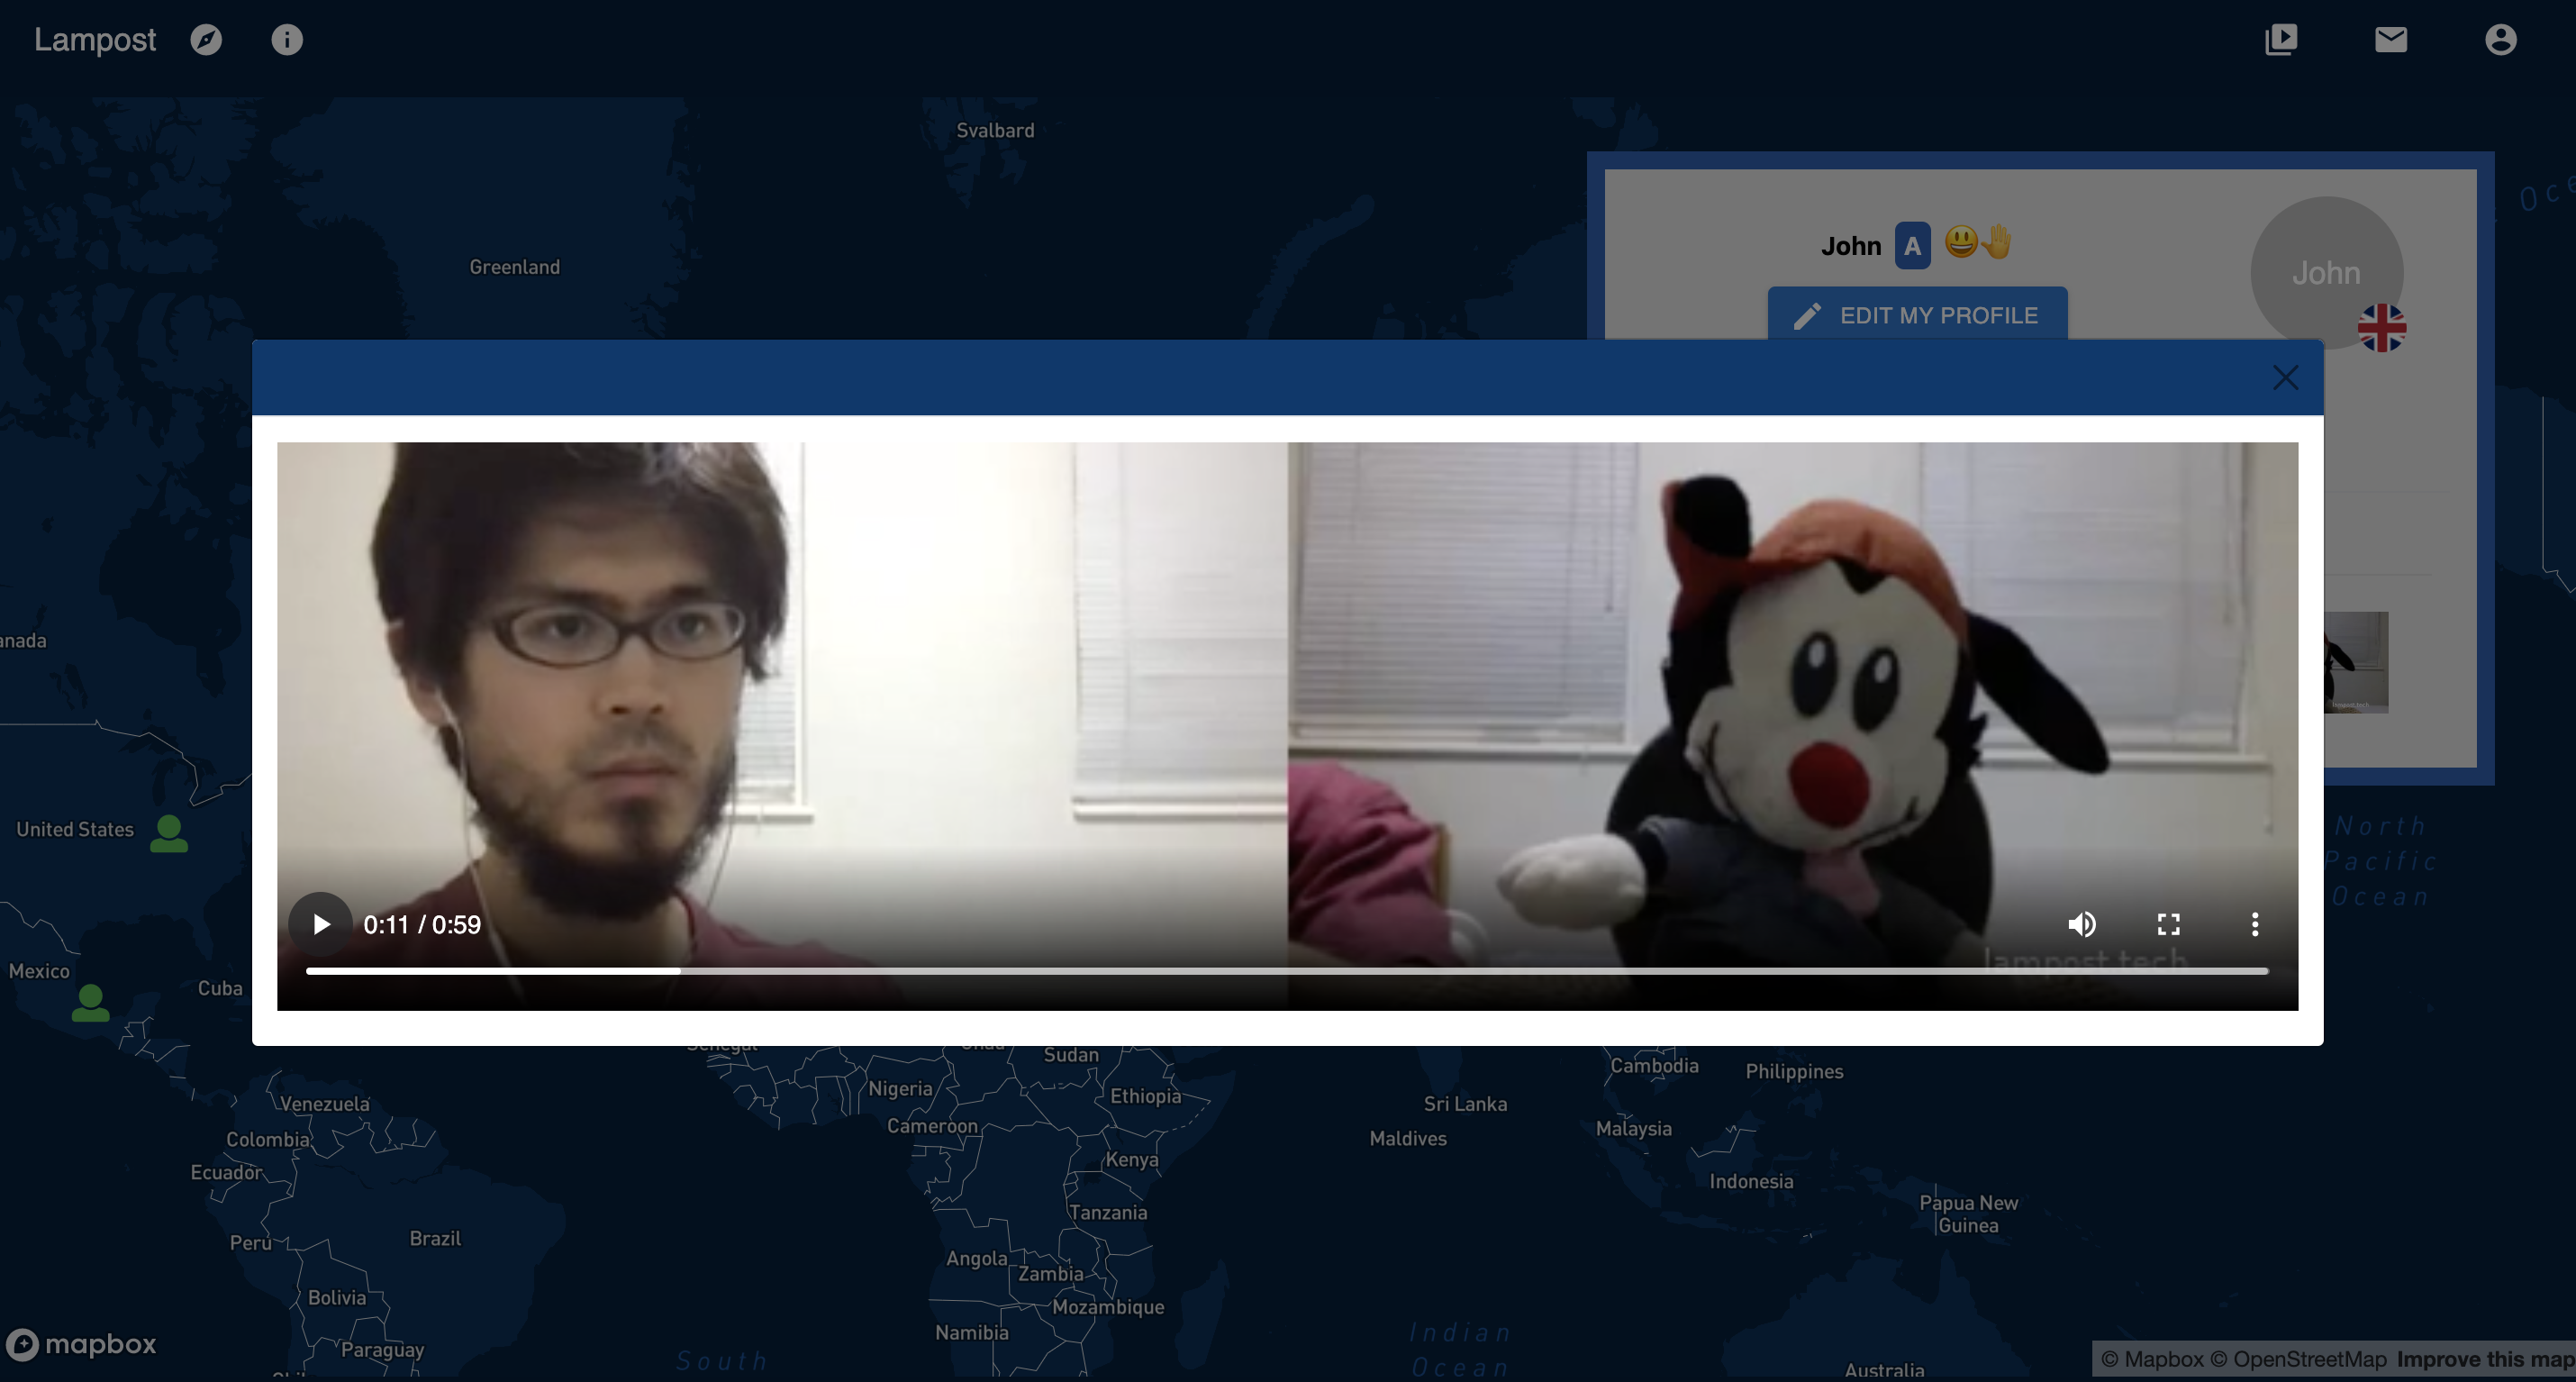 Lampost
Svalbard
Greenland
John A
John
EDIT MY PROFILE
anada
United States
Mexico
Cuba
0:11 / 0:59
lampost.tech
North
Pacific
Ocean
Sudan
Cambodia
Philippines
Nigeria
Ethiopia
Venezuela
Sri Lanka
Cameroon
Colombia
Malaysia
Maldives
Kenya
Ecuador
Indonesia
Papua New
Guinea
Tanzania
Peru
Brazil
Angola
Zambia
Bolivia
Mozambique
Namibia
Indian
Ocean
mapbox
Paraguay
South
© Mapbox © OpenStreetMap Improve this map
Australia